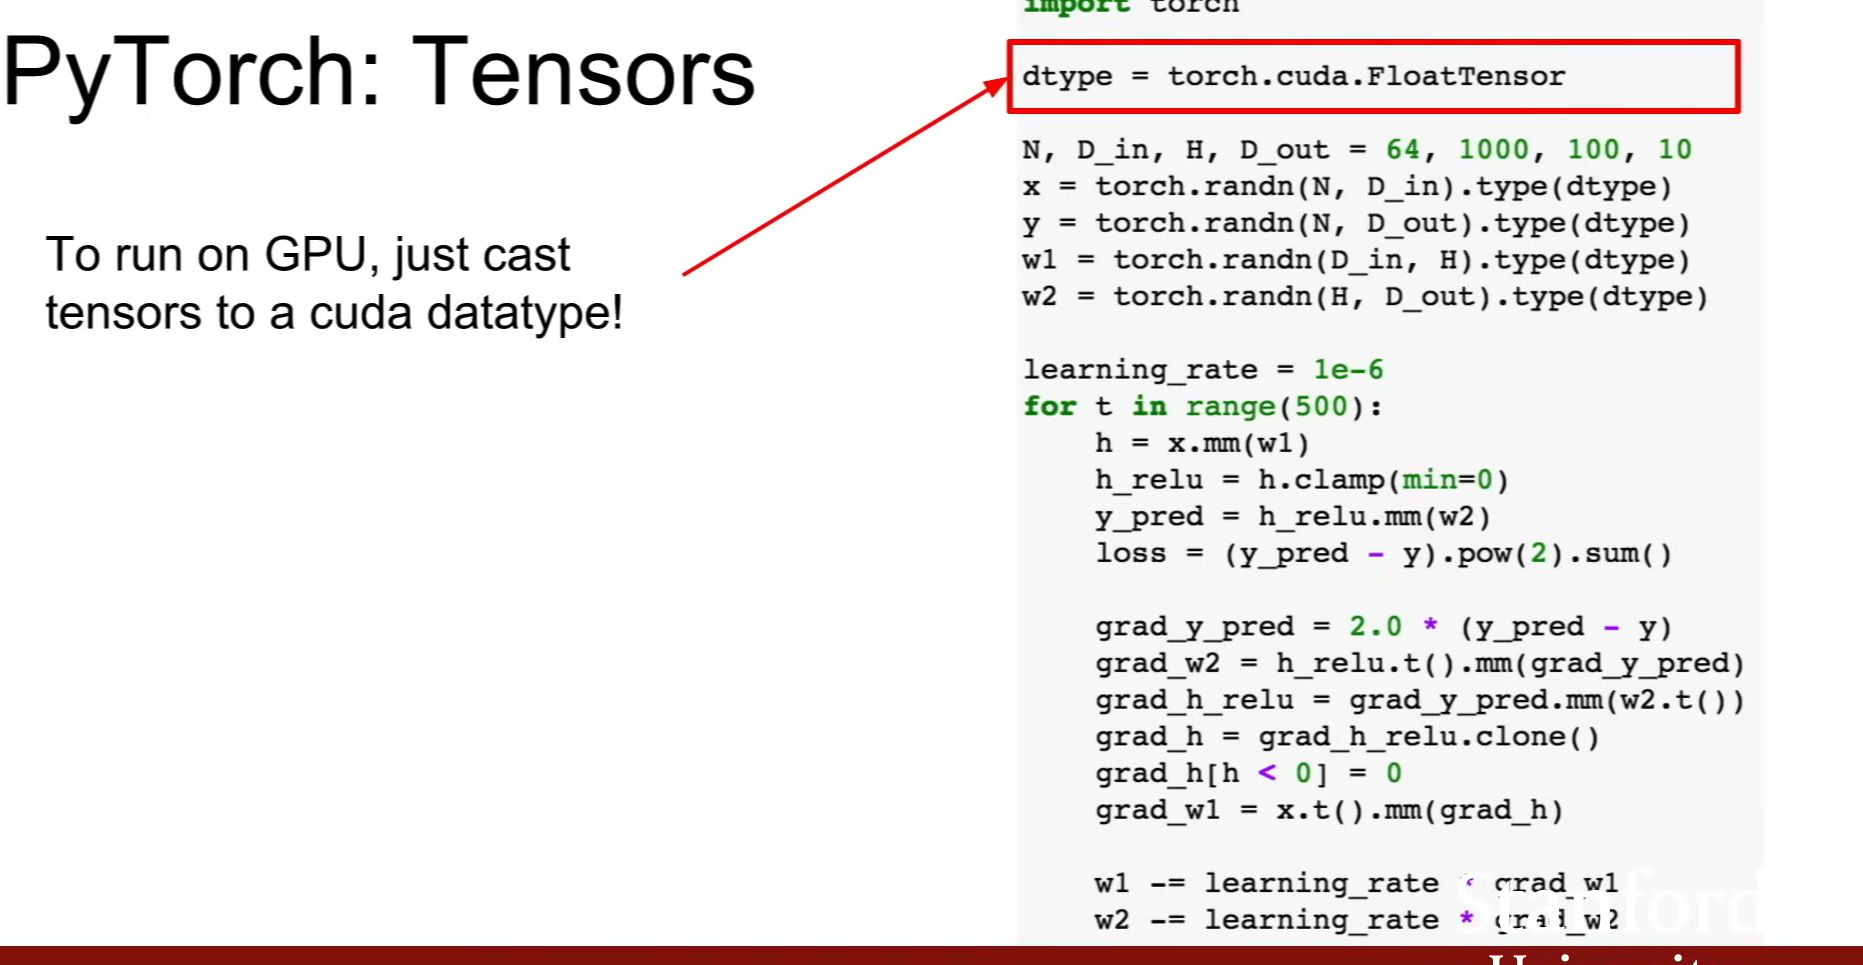 PyTorch: Tensors
To run on GPU, just cast
tensors to a cuda datatype!
import torch
dtype = torch.cuda.FloatTensor
N, D_in, H, D_out = 64, 1000, 100, 10
x = torch.randn(N, D_in).type(dtype)
y = torch.randn(N, D_out).type(dtype)
w1 = torch.randn(D_in, H).type(dtype)
w2 = torch.randn(H, D_out).type(dtype)
learning_rate = 1e-6
for t in range(500):
    h = x.mm(w1)
    h_relu = h.clamp(min=0)
    y_pred = h_relu.mm(w2)
    loss = (y_pred - y).pow(2).sum()
    grad_y_pred = 2.0 * (y_pred - y)
    grad_w2 = h_relu.t().mm(grad_y_pred)
    grad_h_relu = grad_y_pred.mm(w2.t())
    grad_h = grad_h_relu.clone()
    grad_h[h < 0] = 0
    grad_w1 = x.t().mm(grad_h)
    w1 -= learning_rate * grad_w1
    w2 -= learning_rate * grad_w2
Stanford